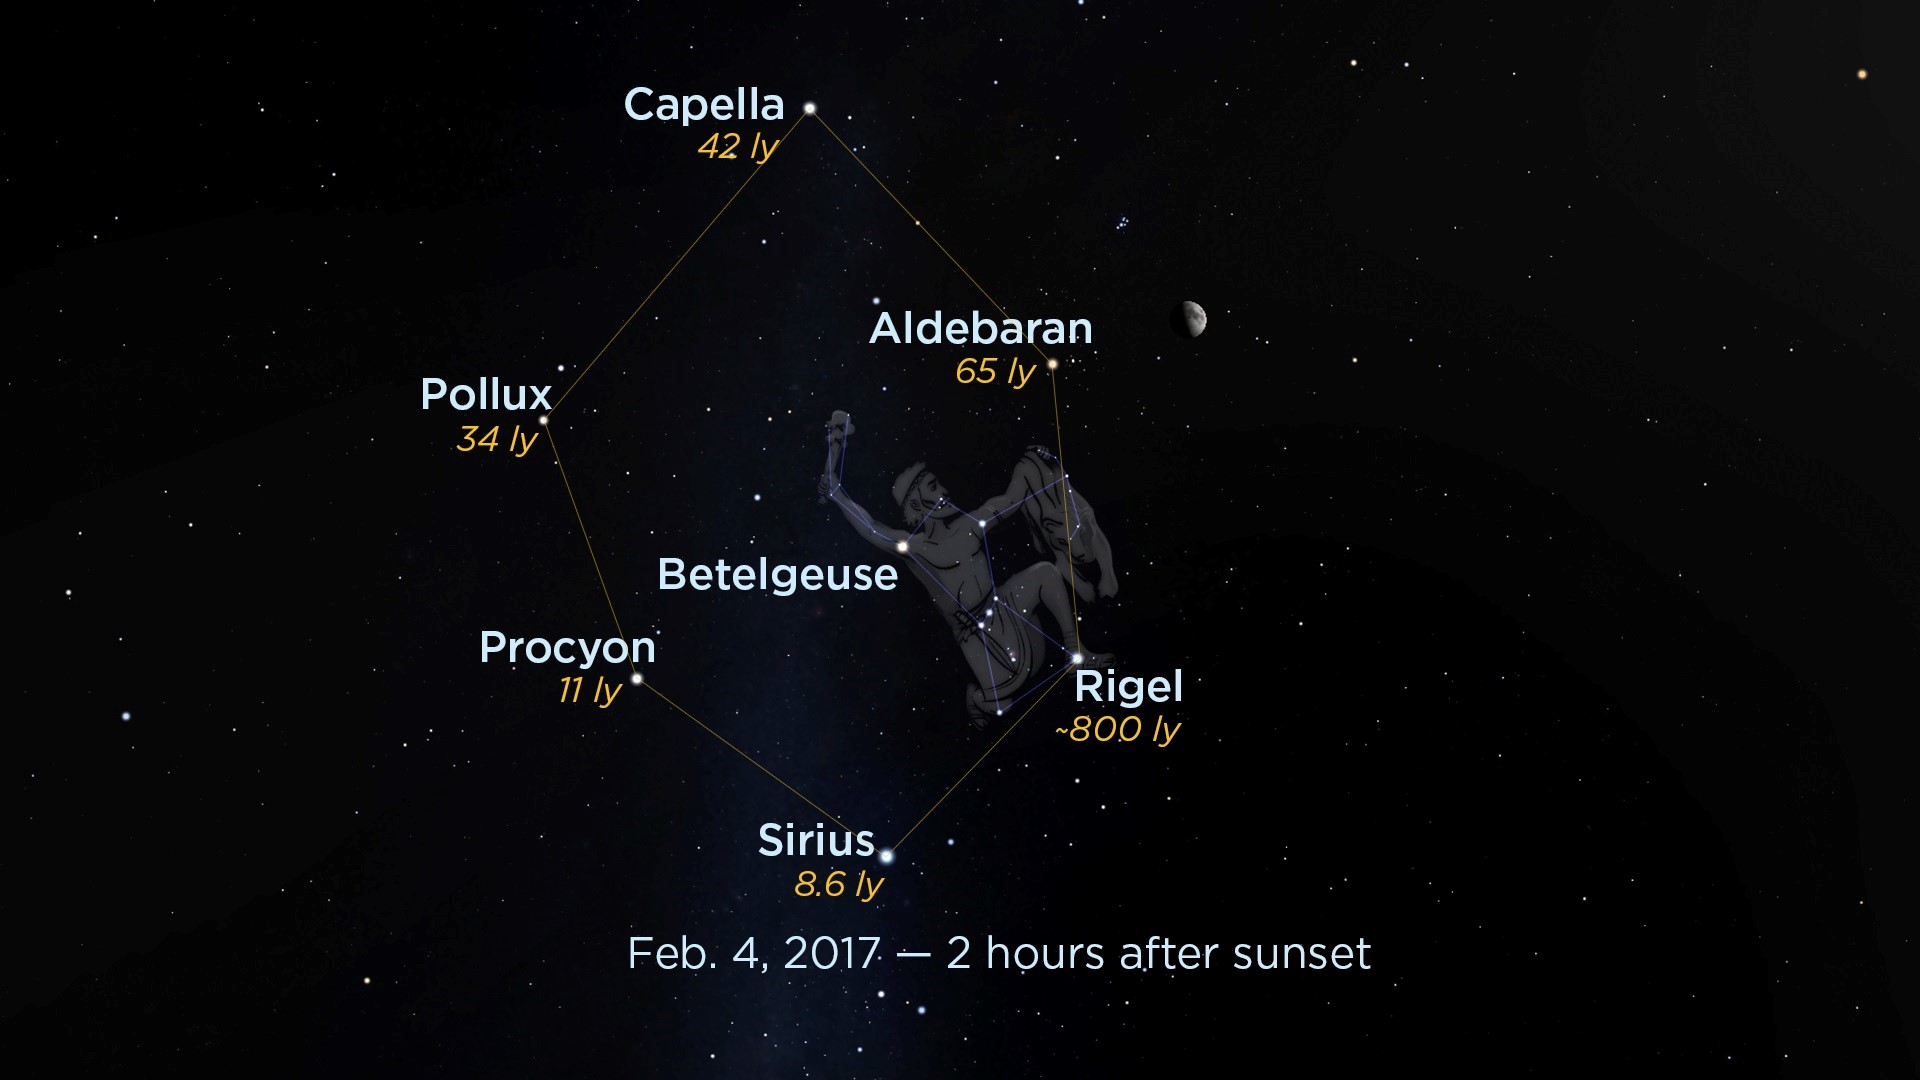 Capella
42 ly
Aldebaran
65 ly
Pollux
34 ly
Betelgeuse
Procyon
11 ly
Rigel
~800 ly
Sirius
8.6 ly
Feb. 4, 2017 — 2 hours after sunset